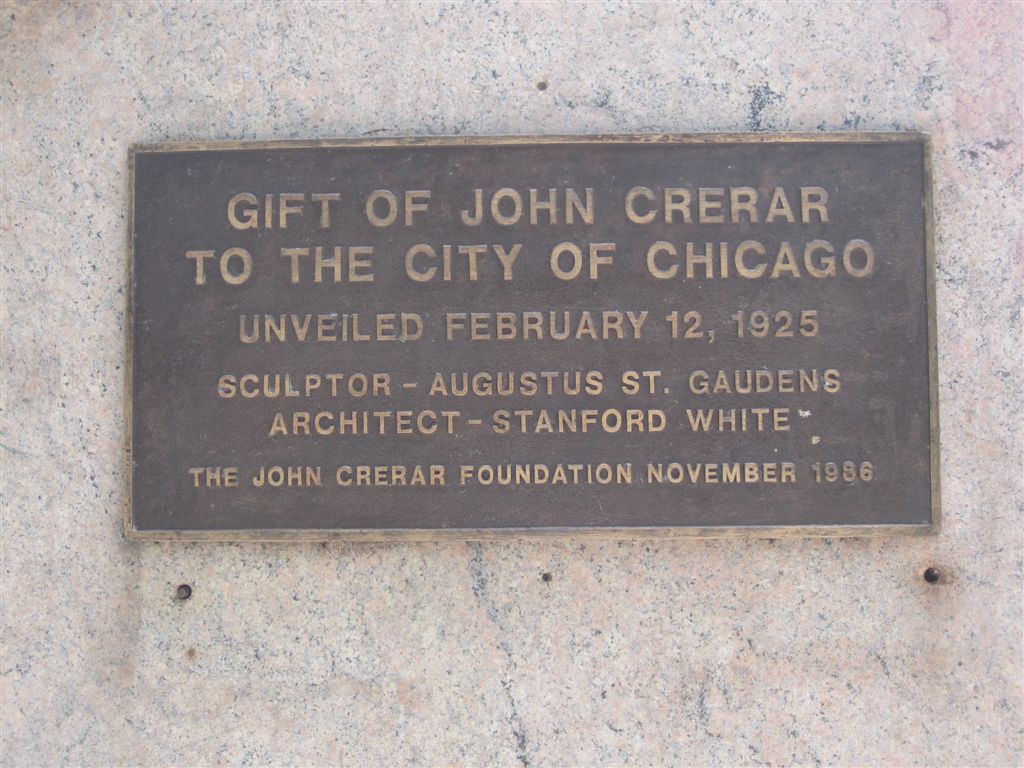 GIFT OF JOHN CRERAR
TO THE CITY OF CHICAGO
UNVEILED FEBRUARY 12, 1925
SCULPTOR - AUGUSTUS ST. GAUDENS
ARCHITECT - STANFORD WHITE
THE JOHN CRERAR FOUNDATION NOVEMBER 1986